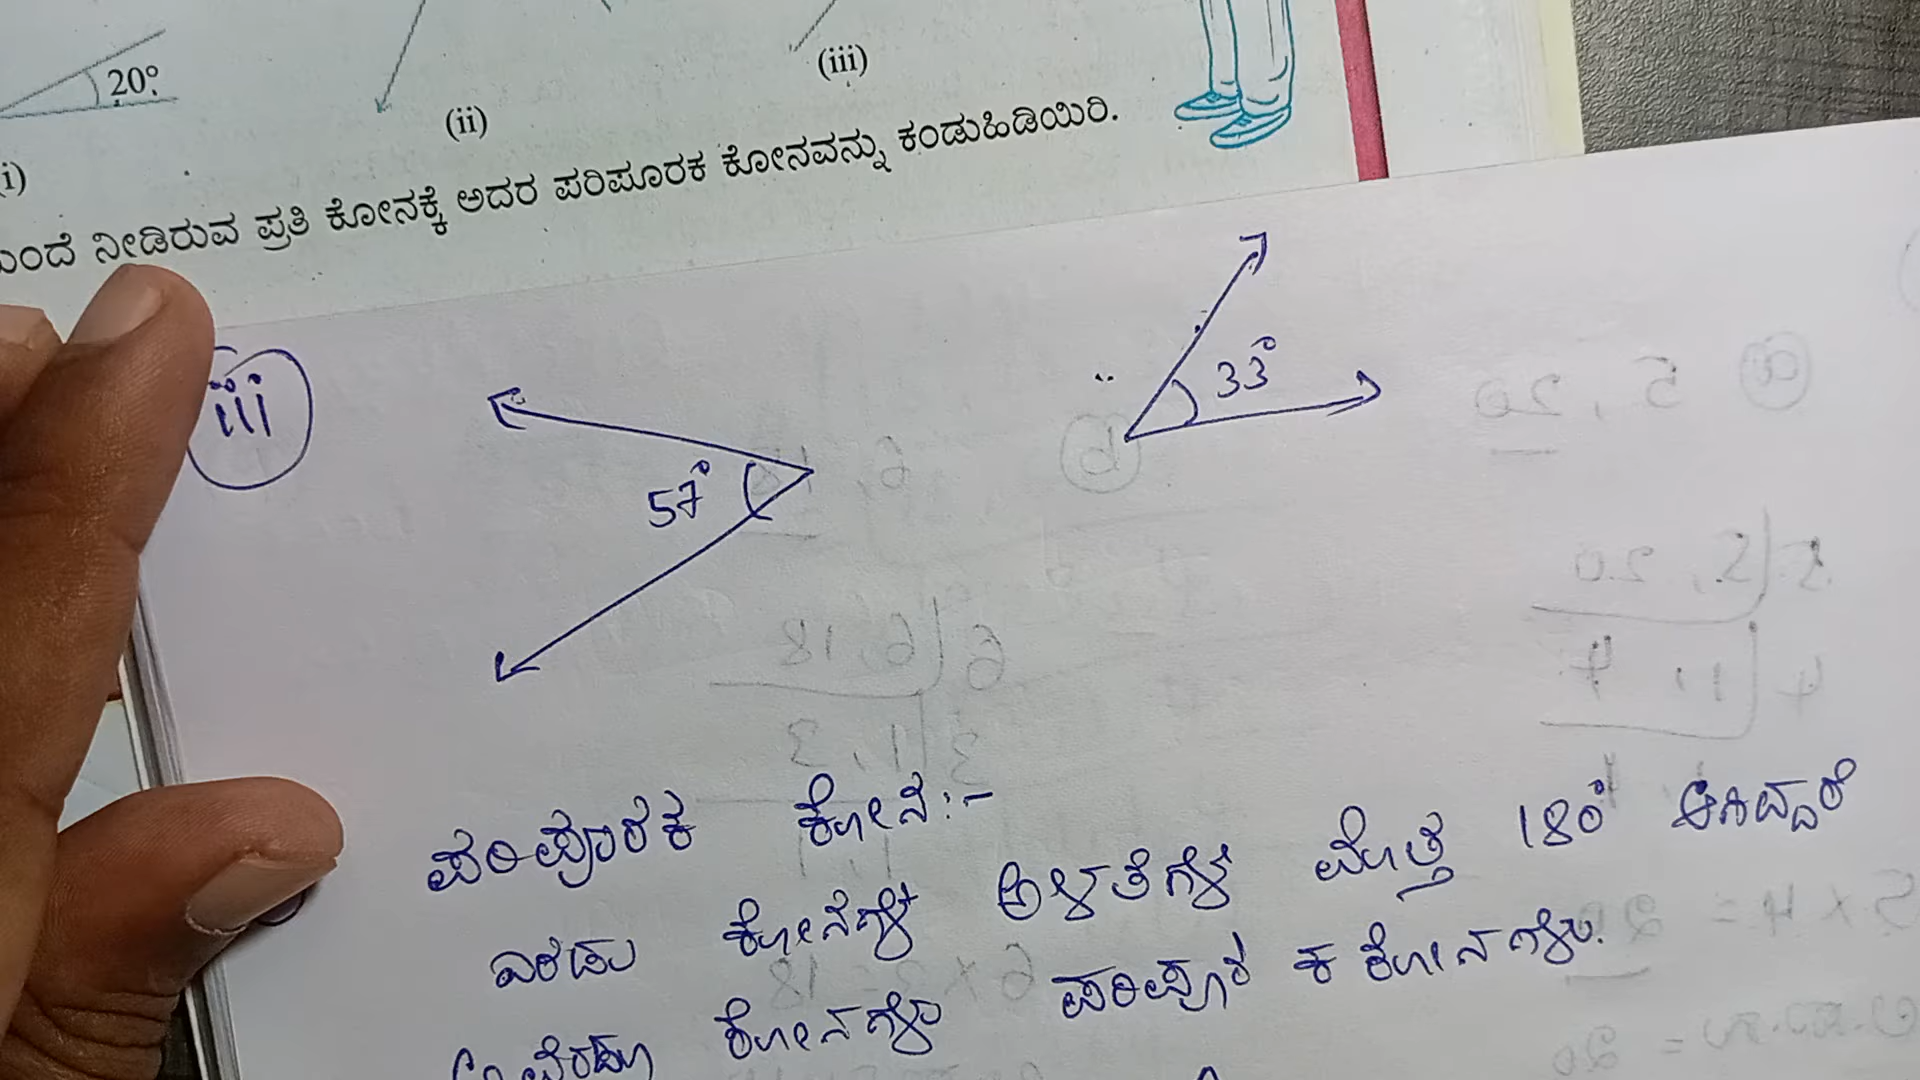 20°
(iii)
(ii)
i)
ನೀಡಿರುವ ಪ್ರತಿ ಕೋನಕ್ಕೆ ಅದರ ಪರಿಪೂರಕ ಕೋನವನ್ನು ಕಂಡುಹಿಡಿಯಿರಿ.
iii
57°
33°
ಪರಿಪೂರಕ ಕೋನ:-
ಎರಡು ಕೋನಗಳ ಅಳತೆಗಳ ಮೊತ್ತ 180° ಆಗಿದ್ದರೆ
ಕೋನಗಳು ಪರಿಪೂರಕ ಕೋನಗಳು.